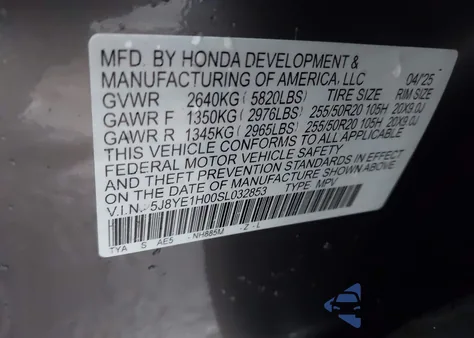 MFD. BY HONDA DEVELOPMENT &
MANUFACTURING OF AMERICA, LLC 04/25
GVWR 2640KG (5820LBS) TIRE SIZE RIM SIZE
GAWR F 1350KG (2976LBS) 255/50R20 105H 20X9.0J
GAWR R 1345KG (2965LBS) 255/50R20 105H 20X9.0J
THIS VEHICLE CONFORMS TO ALL APPLICABLE
FEDERAL MOTOR VEHICLE SAFETY
AND THEFT PREVENTION STANDARDS IN EFFECT
ON THE DATE OF MANUFACTURE SHOWN ABOVE.
V.I.N. 5J8YE1H00SL032853 TYPE: MPV
TYA S AE5 -NH885M -Z-L